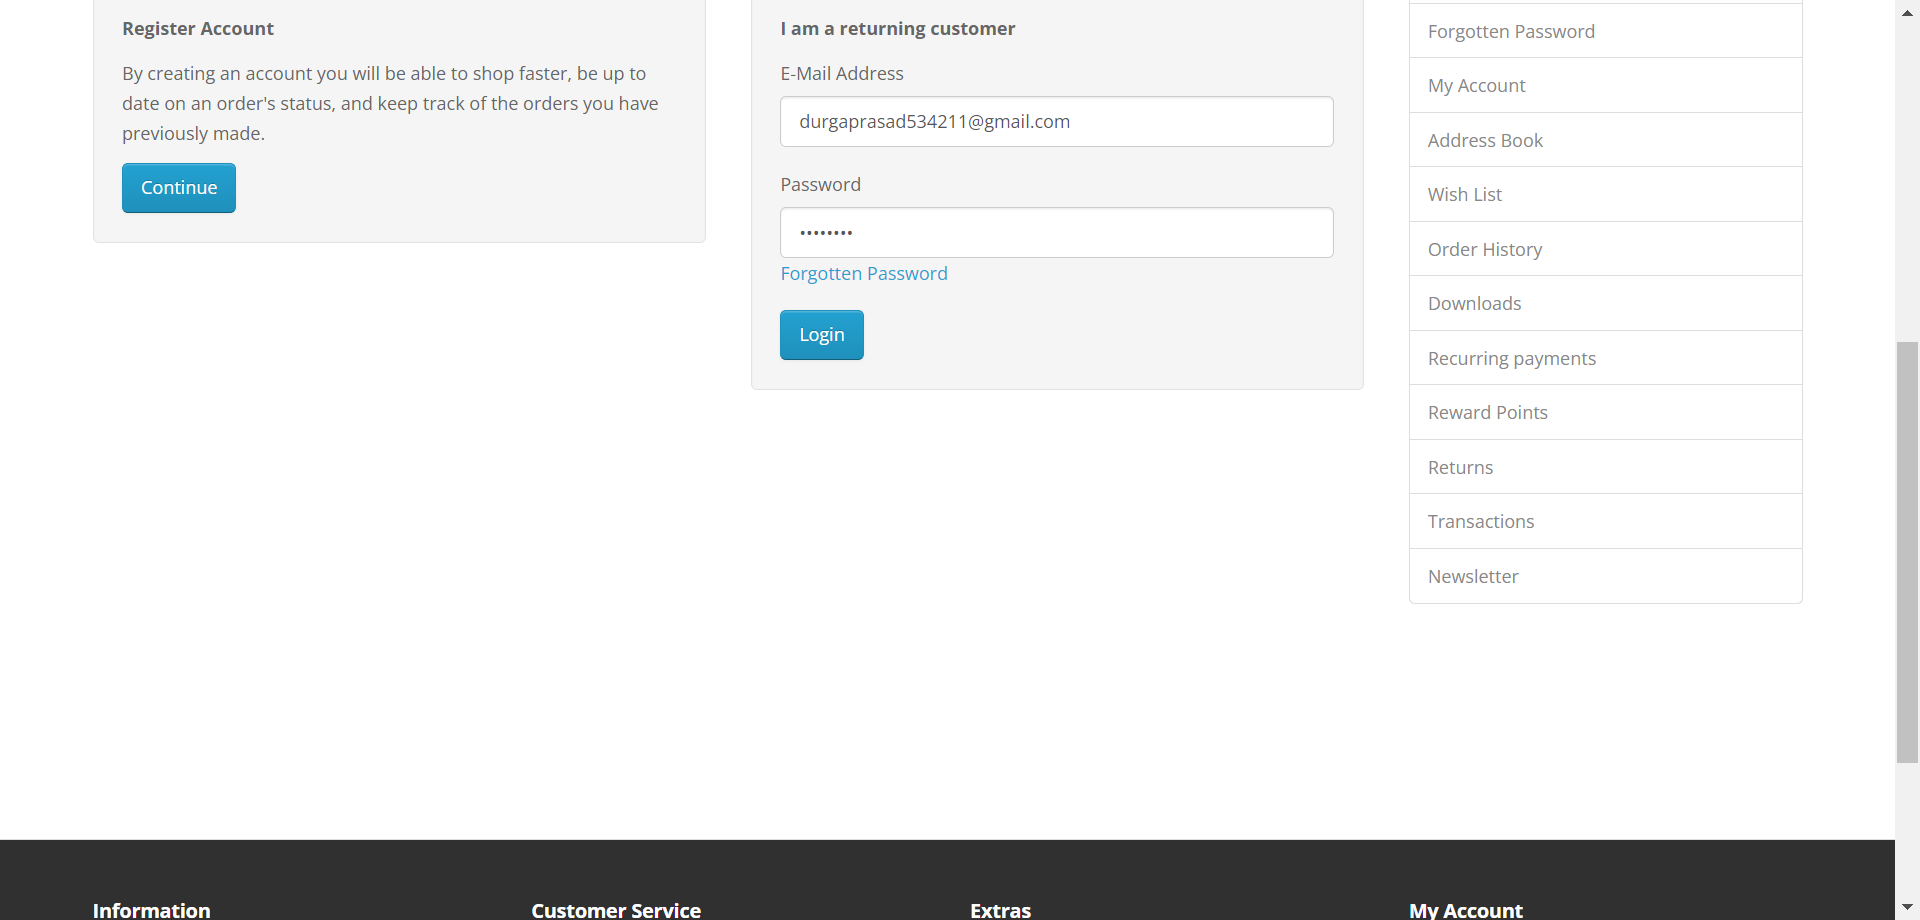 Register Account
By creating an account you will be able to shop faster, be up to
date on an order's status, and keep track of the orders you have
previously made.
Continue
I am a returning customer
E-Mail Address
durgaprasad534211@gmail.com
Password
••••••••
Forgotten Password
Login
Forgotten Password
My Account
Address Book
Wish List
Order History
Downloads
Recurring payments
Reward Points
Returns
Transactions
Newsletter
Information
Customer Service
Extras
My Account